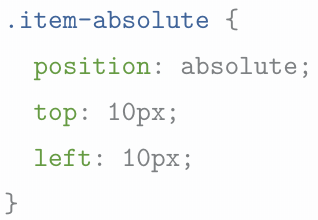 .item-absolute {
  position: absolute;
  top: 10px;
  left: 10px;
}